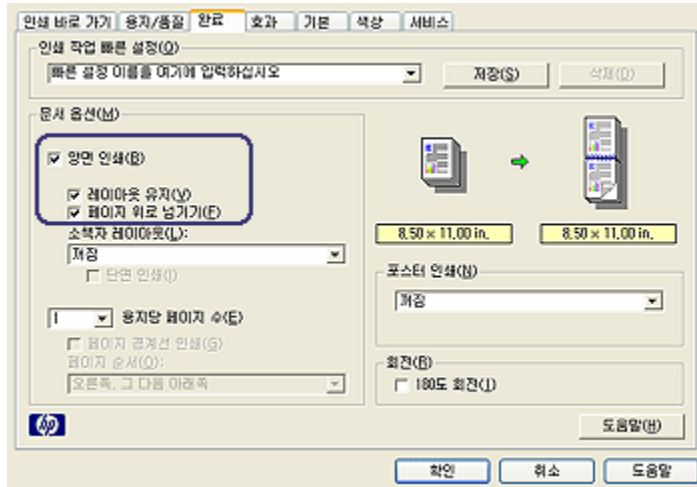 인쇄 바로 가기 용지/품질 완료 효과 기본 색상 서비스
인쇄 작업 빠른 설정(O)
빠른 설정 이름을 여기에 입력하십시오
저장(S)
삭제(D)
문서 옵션(M)
양면 인쇄(B)
레이아웃 유지(V)
페이지 위로 넘기기(F)
소책자 레이아웃(L):
꺼짐
단면 인쇄(I)
1 용지당 페이지 수(E)
페이지 경계선 인쇄(G)
페이지 순서(Q):
오른쪽, 그 다음 아래쪽
8.50 × 11.00 in.
8.50 × 11.00 in.
포스터 인쇄(N)
꺼짐
회전(R)
180도 회전(1)
hp
도움말(H)
확인 취소 도움말